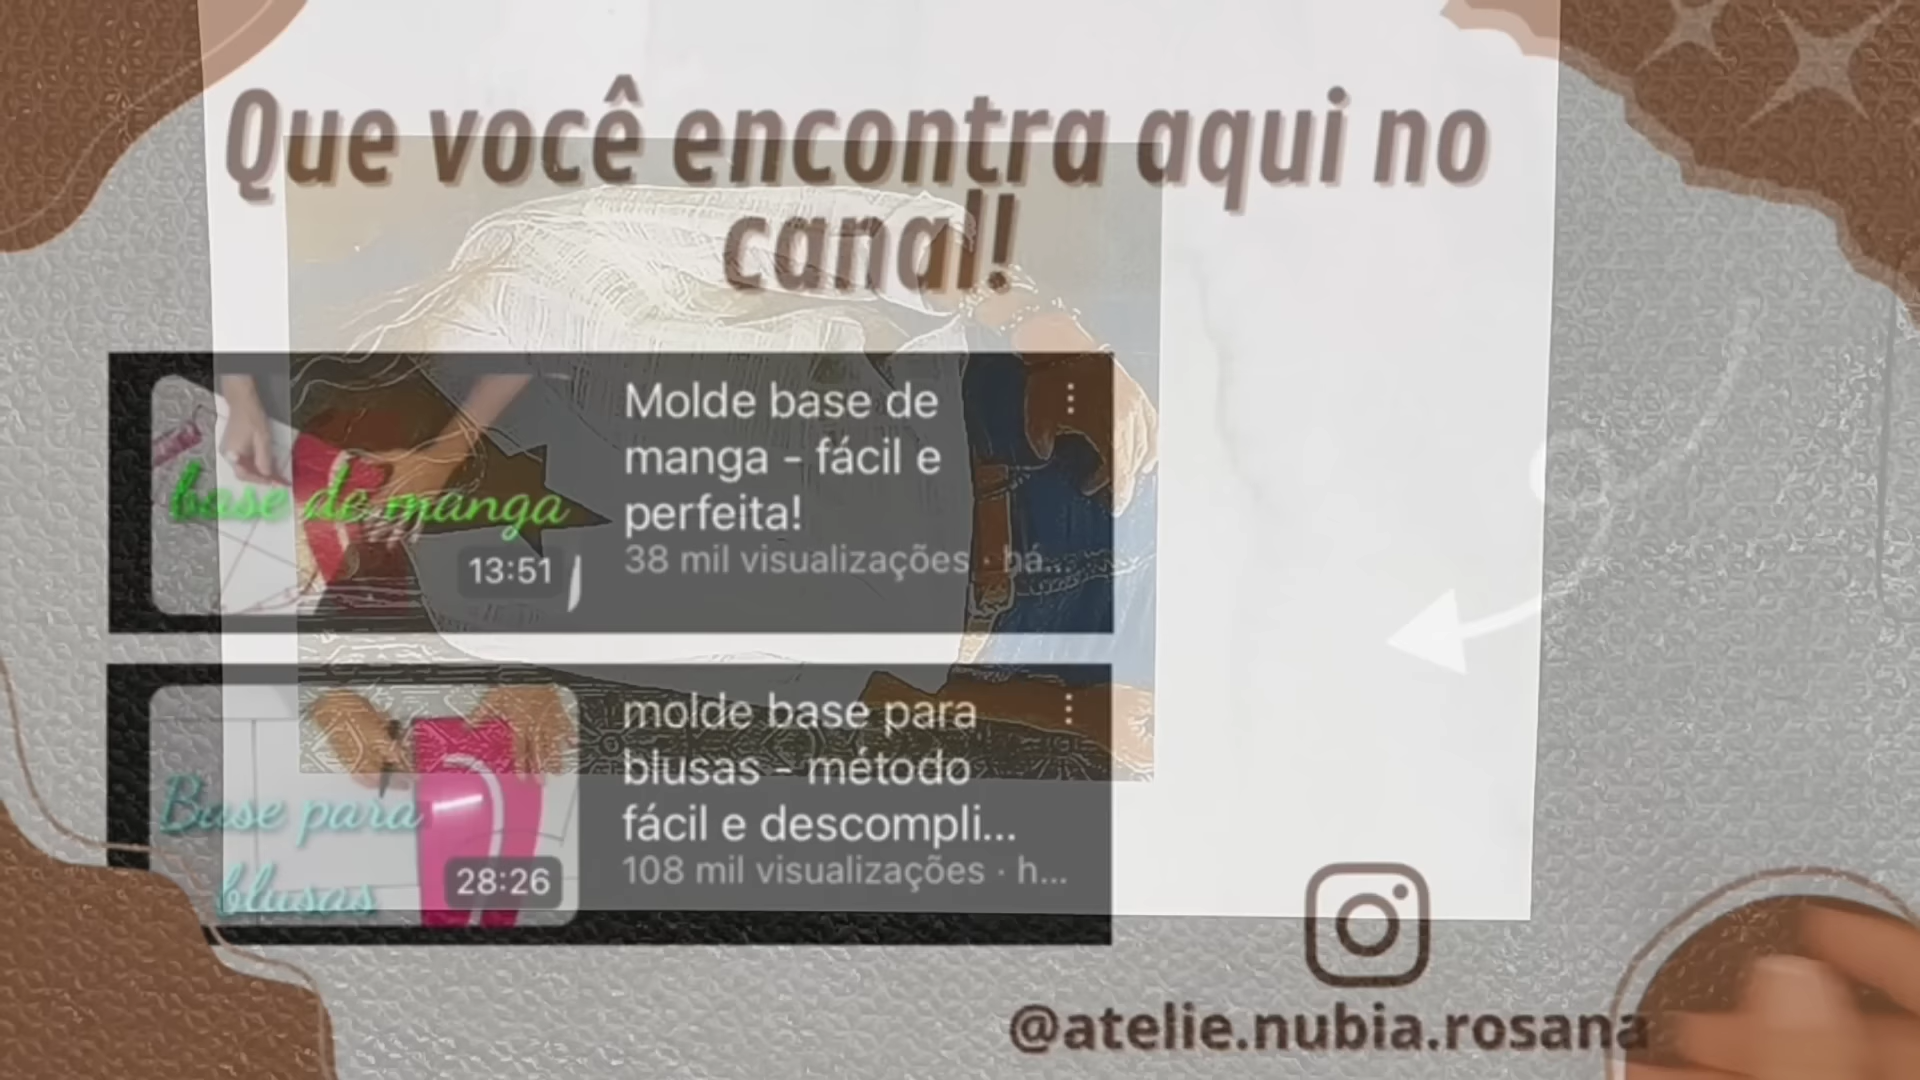 Que você encontra aqui no
canal!
Molde base de
manga - fácil e
perfeita!
38 mil visualizações · há...
base de manga
13:51
molde base para
blusas - método
fácil e descompli...
108 mil visualizações · h...
Base para
blusas
28:26
@atelie.nubia.rosana